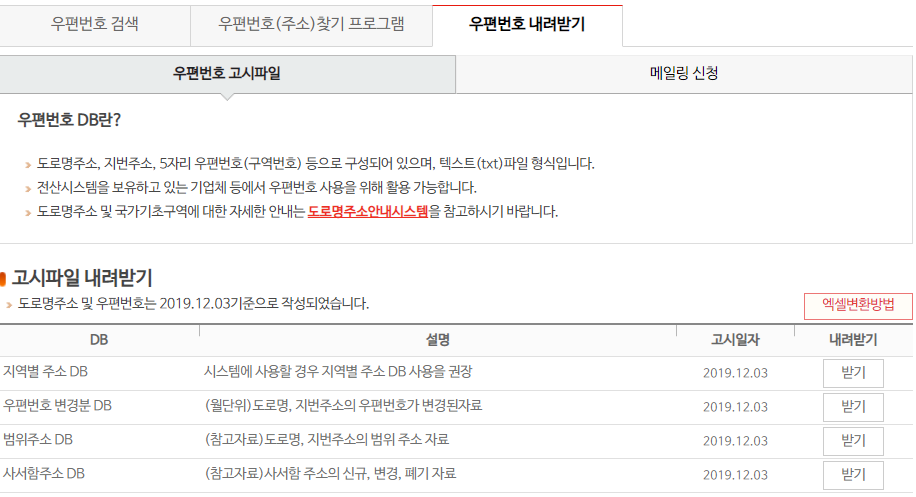 우편번호 검색 우편번호(주소)찾기 프로그램 우편번호 내려받기
우편번호 고시파일 메일링 신청
우편번호 DB란?
도로명주소, 지번주소, 5자리 우편번호(구역번호) 등으로 구성되어 있으며, 텍스트(txt)파일 형식입니다.
전산시스템을 보유하고 있는 기업체 등에서 우편번호 사용을 위해 활용 가능합니다.
도로명주소 및 국가기초구역에 대한 자세한 안내는 도로명주소안내시스템을 참고하시기 바랍니다.
고시파일 내려받기
도로명주소 및 우편번호는 2019.12.03기준으로 작성되었습니다. 엑셀변환방법
DB 설명 고시일자 내려받기
지역별 주소 DB 시스템에 사용할 경우 지역별 주소 DB 사용을 권장 2019.12.03 받기
우편번호 변경분 DB (월단위)도로명, 지번주소의 우편번호가 변경된자료 2019.12.03 받기
범위주소 DB (참고자료)도로명, 지번주소의 범위 주소 자료 2019.12.03 받기
사서함주소 DB (참고자료)사서함 주소의 신규, 변경, 폐기 자료 2019.12.03 받기